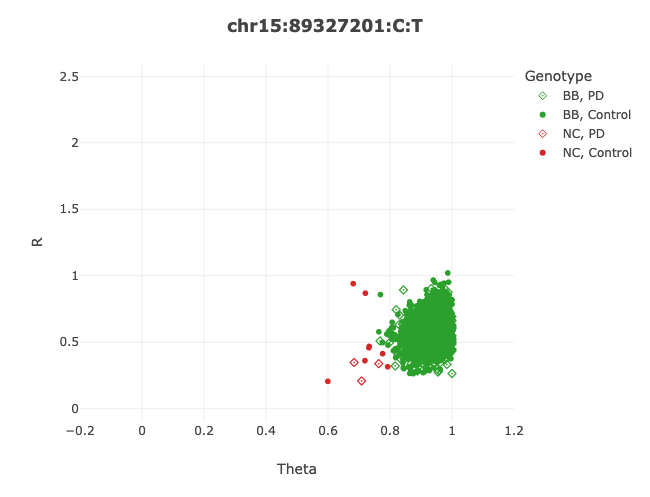 chr15:89327201:C:T
Genotype
BB, PD
BB, Control
NC, PD
NC, Control
2.5
2
1.5
1
0.5
0
R
−0.2 0 0.2 0.4 0.6 0.8 1 1.2
Theta